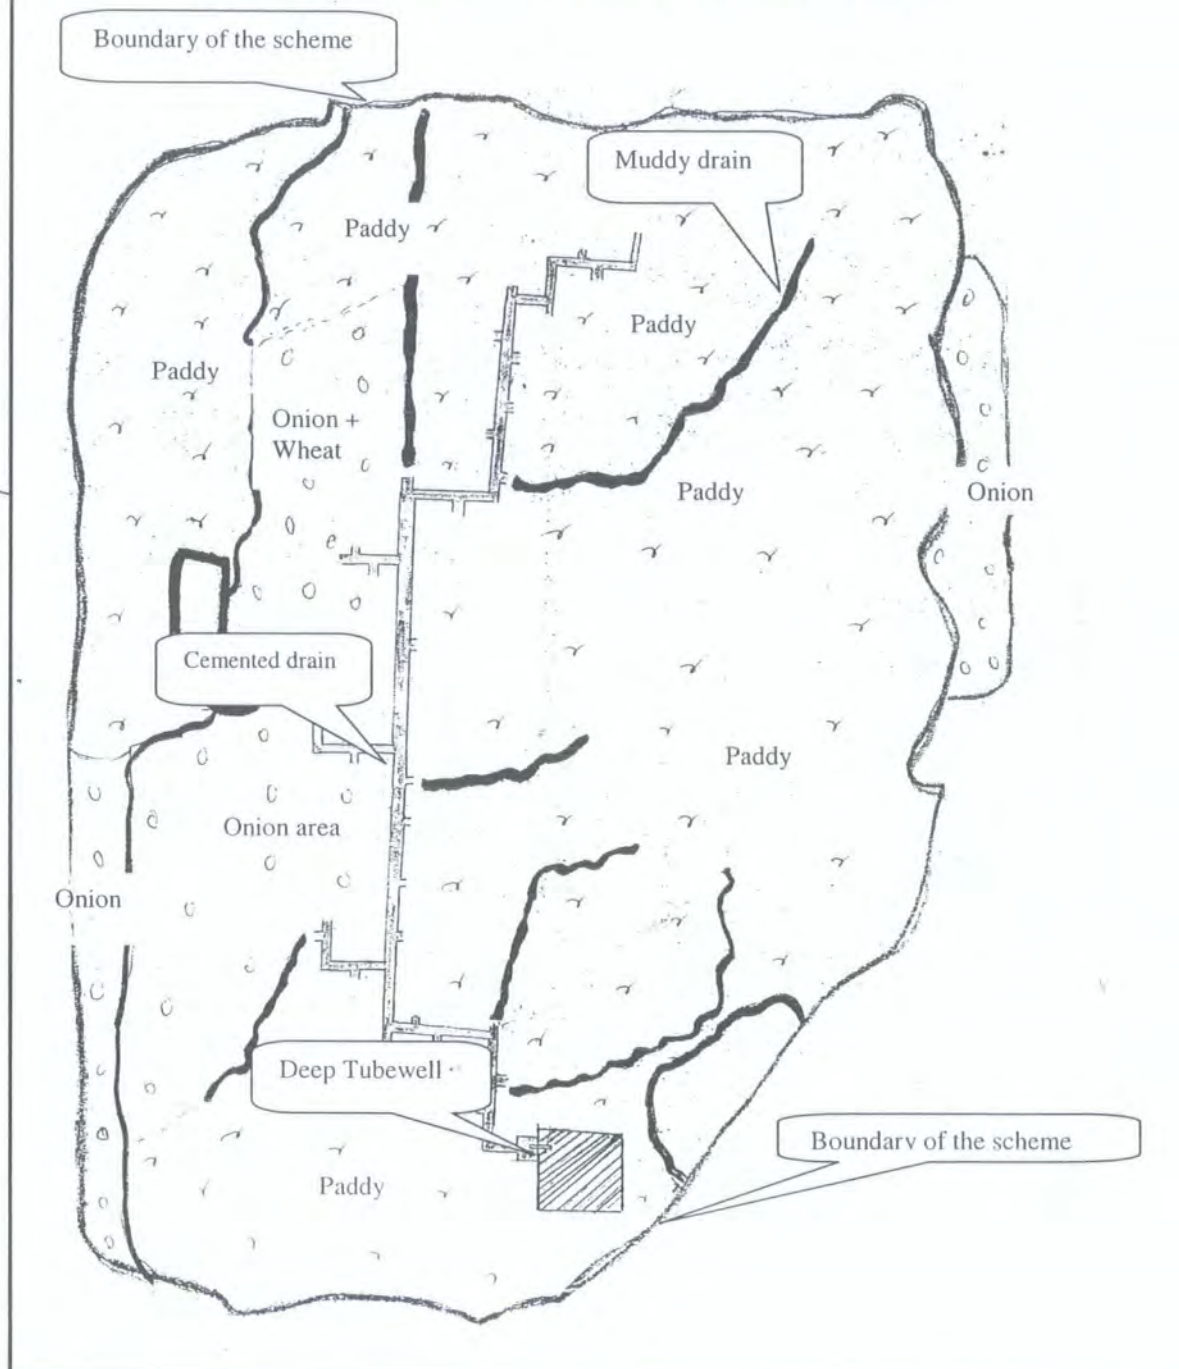 Boundary of the scheme
Muddy drain
Paddy
Paddy
Paddy
Onion +
Wheat
Paddy
Onion
Cemented drain
Paddy
Onion area
Onion
Deep Tubewell
Boundary of the scheme
Paddy